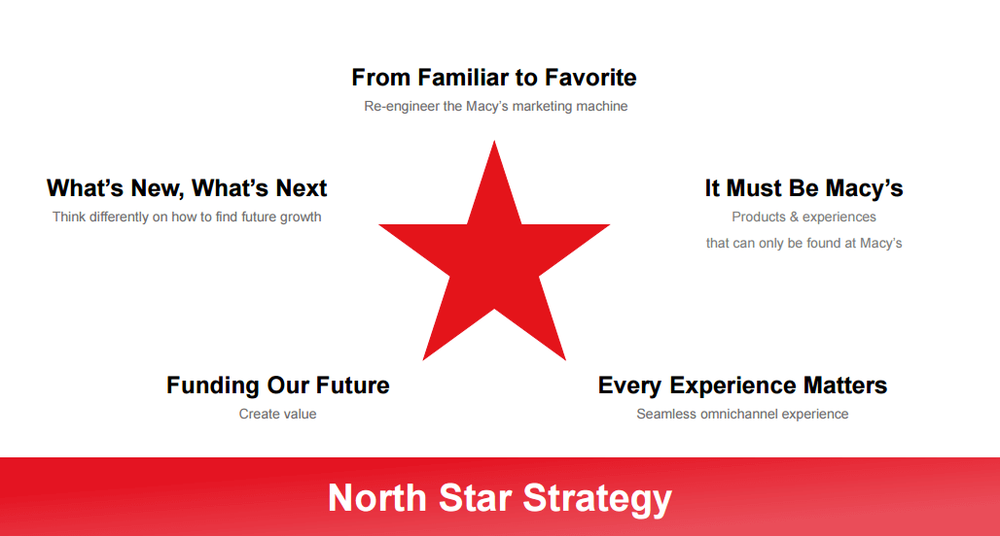 From Familiar to Favorite
Re-engineer the Macy’s marketing machine
What’s New, What’s Next
Think differently on how to find future growth
It Must Be Macy’s
Products & experiences
that can only be found at Macy’s
Funding Our Future
Create value
Every Experience Matters
Seamless omnichannel experience
North Star Strategy